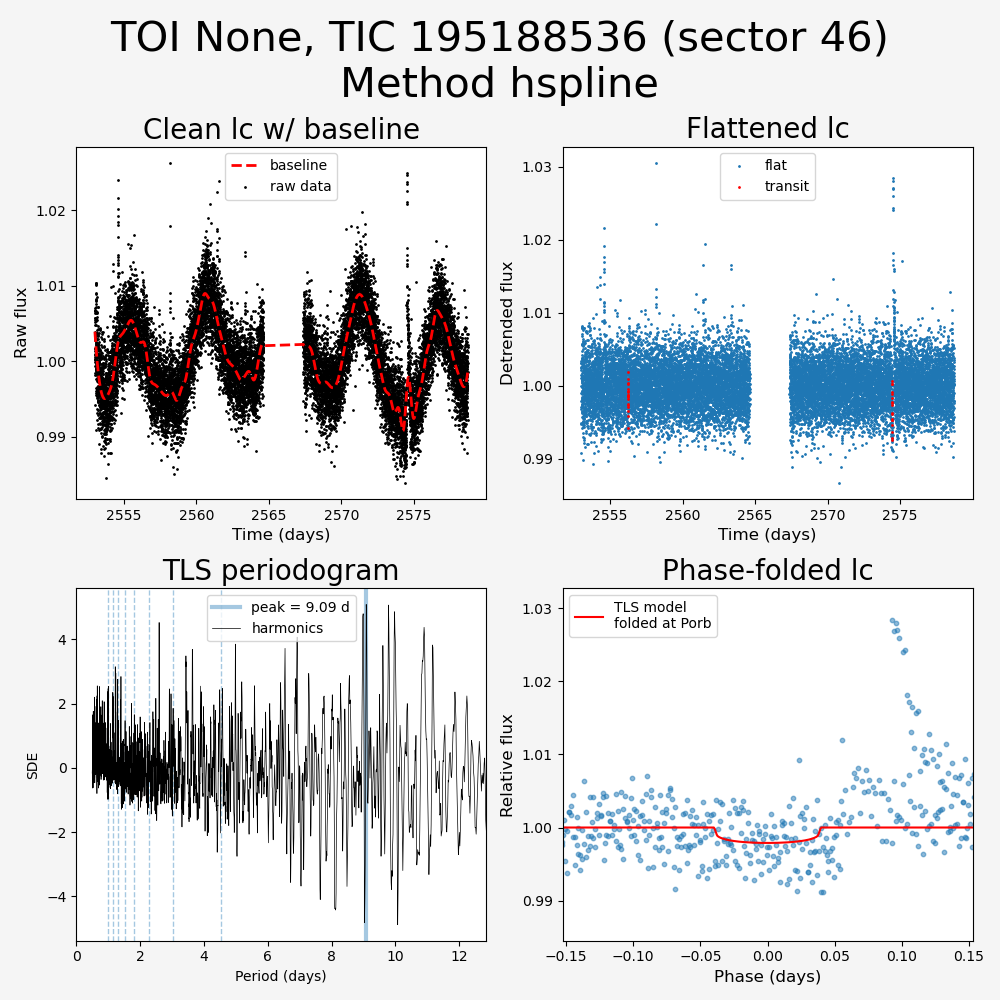 TOI None, TIC 195188536 (sector 46)
Method hspline
Clean lc w/ baseline
baseline
raw data
Raw flux
1.02
1.01
1.00
0.99
2555
2560
2565
2570
2575
Time (days)
Flattened lc
flat
transit
Detrended flux
1.03
1.02
1.01
1.00
0.99
2555
2560
2565
2570
2575
Time (days)
TLS periodogram
peak = 9.09 d
harmonics
SDE
4
2
0
−2
−4
0
2
4
6
8
10
12
Period (days)
Phase-folded lc
TLS model
folded at Porb
Relative flux
1.03
1.02
1.01
1.00
0.99
−0.15
−0.10
−0.05
0.00
0.05
0.10
0.15
Phase (days)